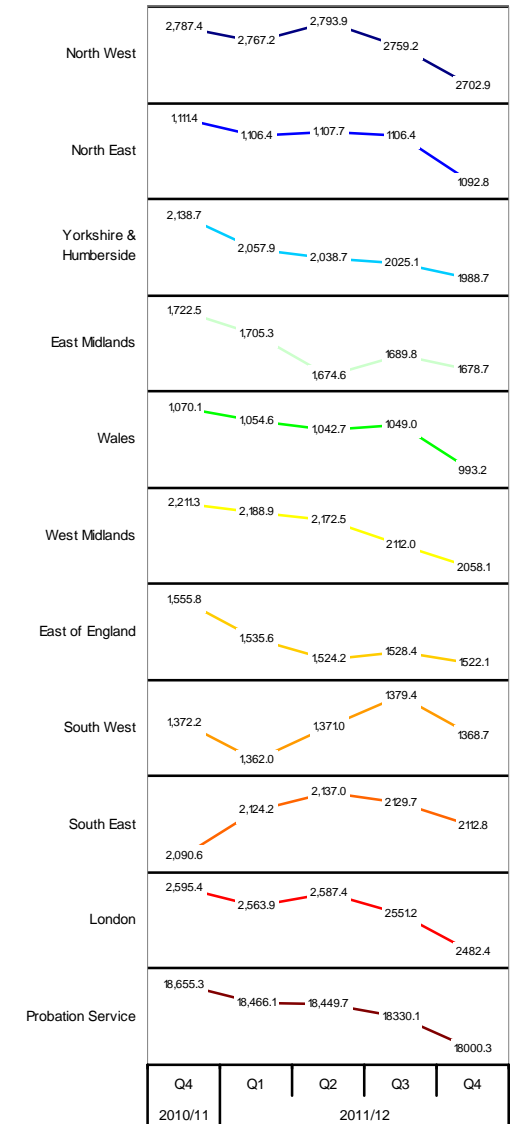 North West
2,787.4 2,767.2 2,793.9 2759.2 2702.9
North East
1,111.4 1,106.4 1,107.7 1106.4 1092.8
Yorkshire &
Humberside
2,138.7 2,057.9 2,038.7 2025.1 1988.7
East Midlands
1,722.5 1,705.3 1,674.6 1689.8 1678.7
Wales
1,070.1 1,054.6 1,042.7 1049.0 993.2
West Midlands
2,211.3 2,188.9 2,172.5 2112.0 2058.1
East of England
1,555.8 1,535.6 1,524.2 1528.4 1522.1
South West
1,372.2 1,362.0 1,371.0 1379.4 1368.7
South East
2,090.6 2,124.2 2,137.0 2129.7 2112.8
London
2,595.4 2,563.9 2,587.4 2551.2 2482.4
Probation Service
18,655.3 18,466.1 18,449.7 18330.1 18000.3
Q4 Q1 Q2 Q3 Q4
2010/11 2011/12